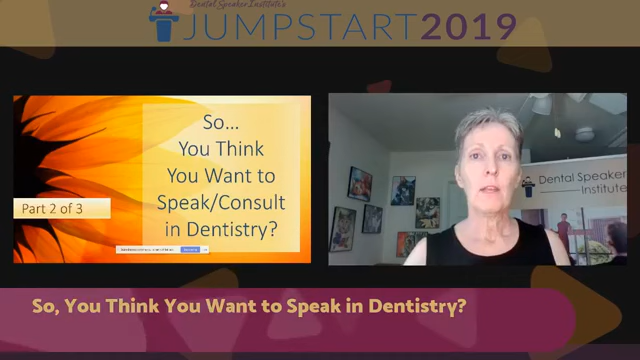 Dental Speaker Institute's
JUMPSTART2019
So...
You Think
You Want to
Speak/Consult
in Dentistry?
Part 2 of 3
Dental Speaker
Institute
So, You Think You Want to Speak in Dentistry?